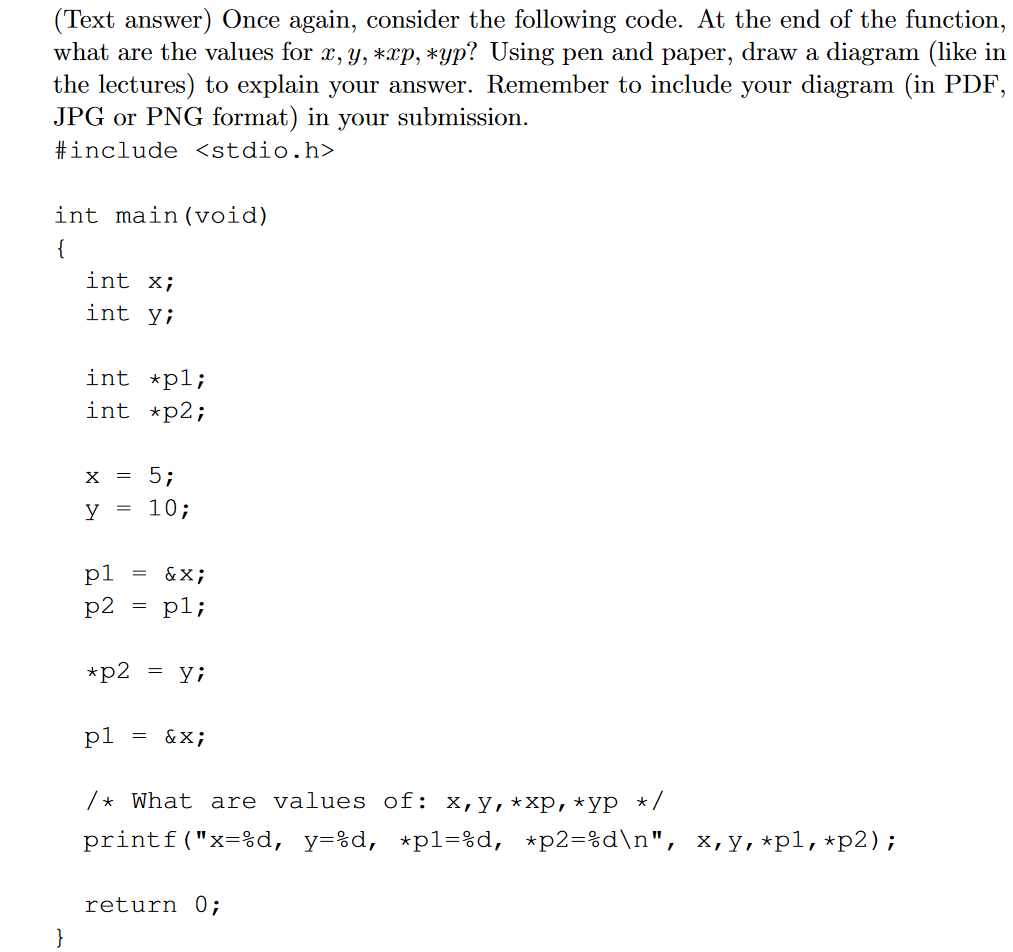 (Text answer) Once again, consider the following code. At the end of the function,
what are the values for x, y, *xp, *yp? Using pen and paper, draw a diagram (like in
the lectures) to explain your answer. Remember to include your diagram (in PDF,
JPG or PNG format) in your submission.
#include <stdio.h>
int main(void)
{
int x;
int y;
int *p1;
int *p2;
x = 5;
y = 10;
p1 = &x;
p2 = p1;
*p2 = y;
p1 = &x;
/* What are values of: x,y,*xp,*yp */
printf("x=%d, y=%d, *p1=%d, *p2=%d\n", x,y,*p1,*p2);
return 0;
}